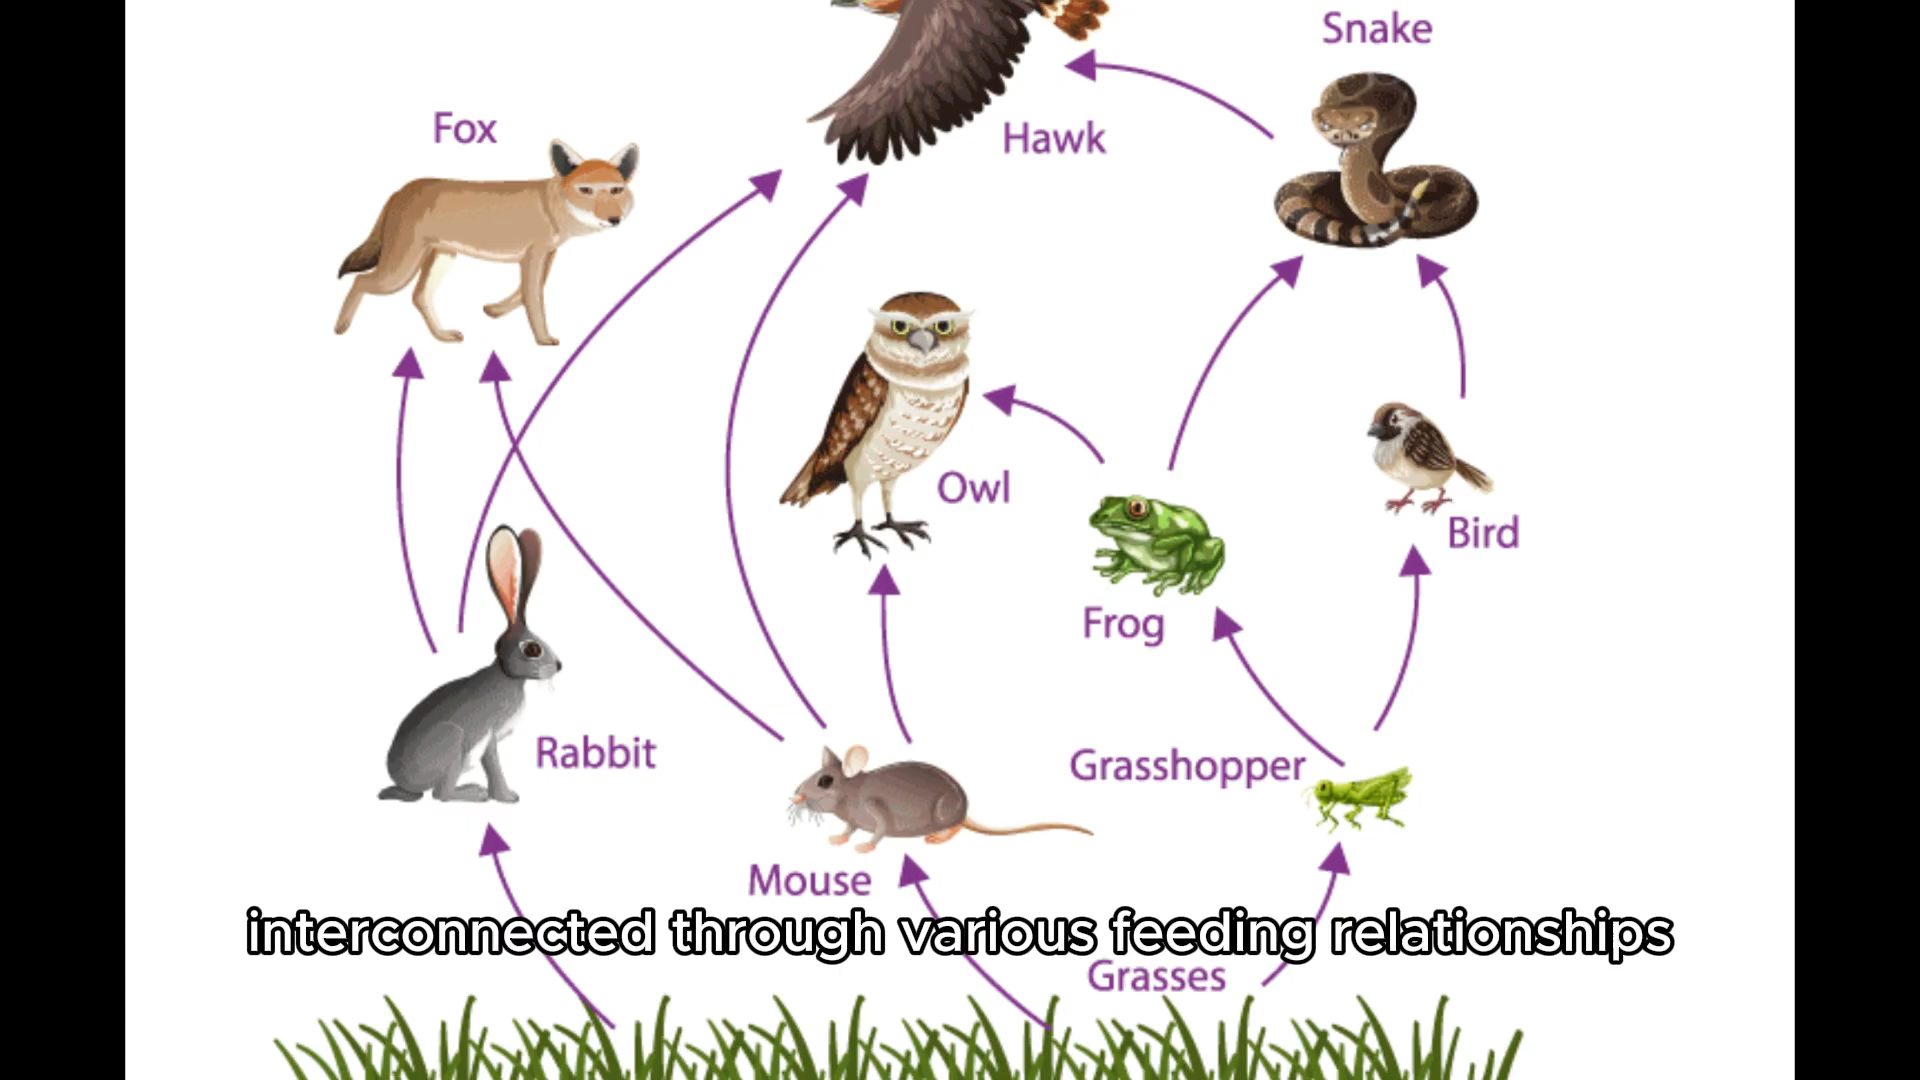 Snake
Fox
Hawk
Owl
Bird
Frog
Rabbit
Grasshopper
Mouse
interconnected through various feeding relationships
Grasses